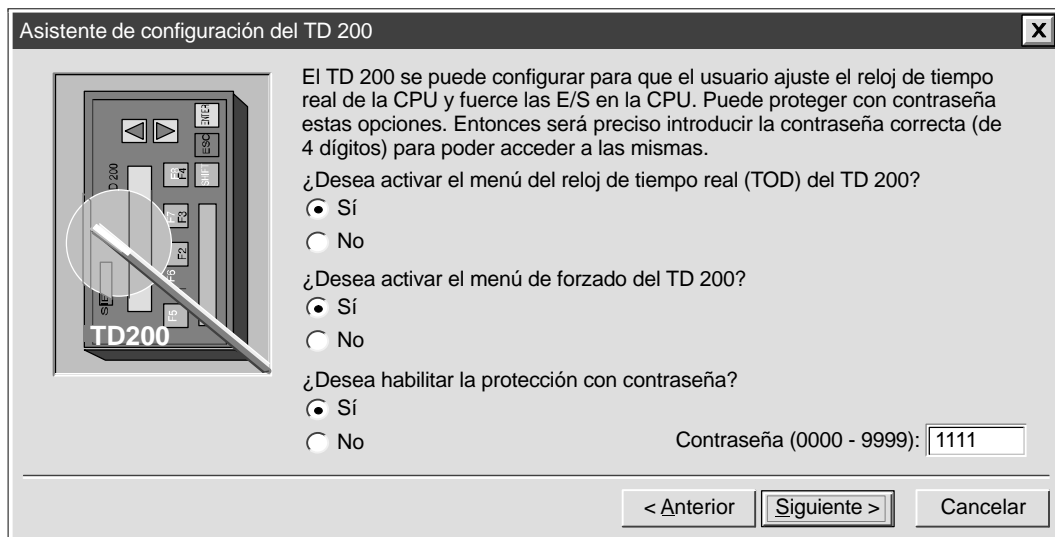 Asistente de configuración del TD 200
X
El TD 200 se puede configurar para que el usuario ajuste el reloj de tiempo
real de la CPU y fuerce las E/S en la CPU. Puede proteger con contraseña
estas opciones. Entonces será preciso introducir la contraseña correcta (de
4 dígitos) para poder acceder a las mismas.
¿Desea activar el menú del reloj de tiempo real (TOD) del TD 200?
Sí
No
¿Desea activar el menú de forzado del TD 200?
Sí
No
¿Desea habilitar la protección con contraseña?
Sí
No
Contraseña (0000 - 9999): 1111
ENTER
ESC
SHIFT
F8
F4
F7
F3
F2
F6
F5
TD200
< Anterior
Siguiente >
Cancelar